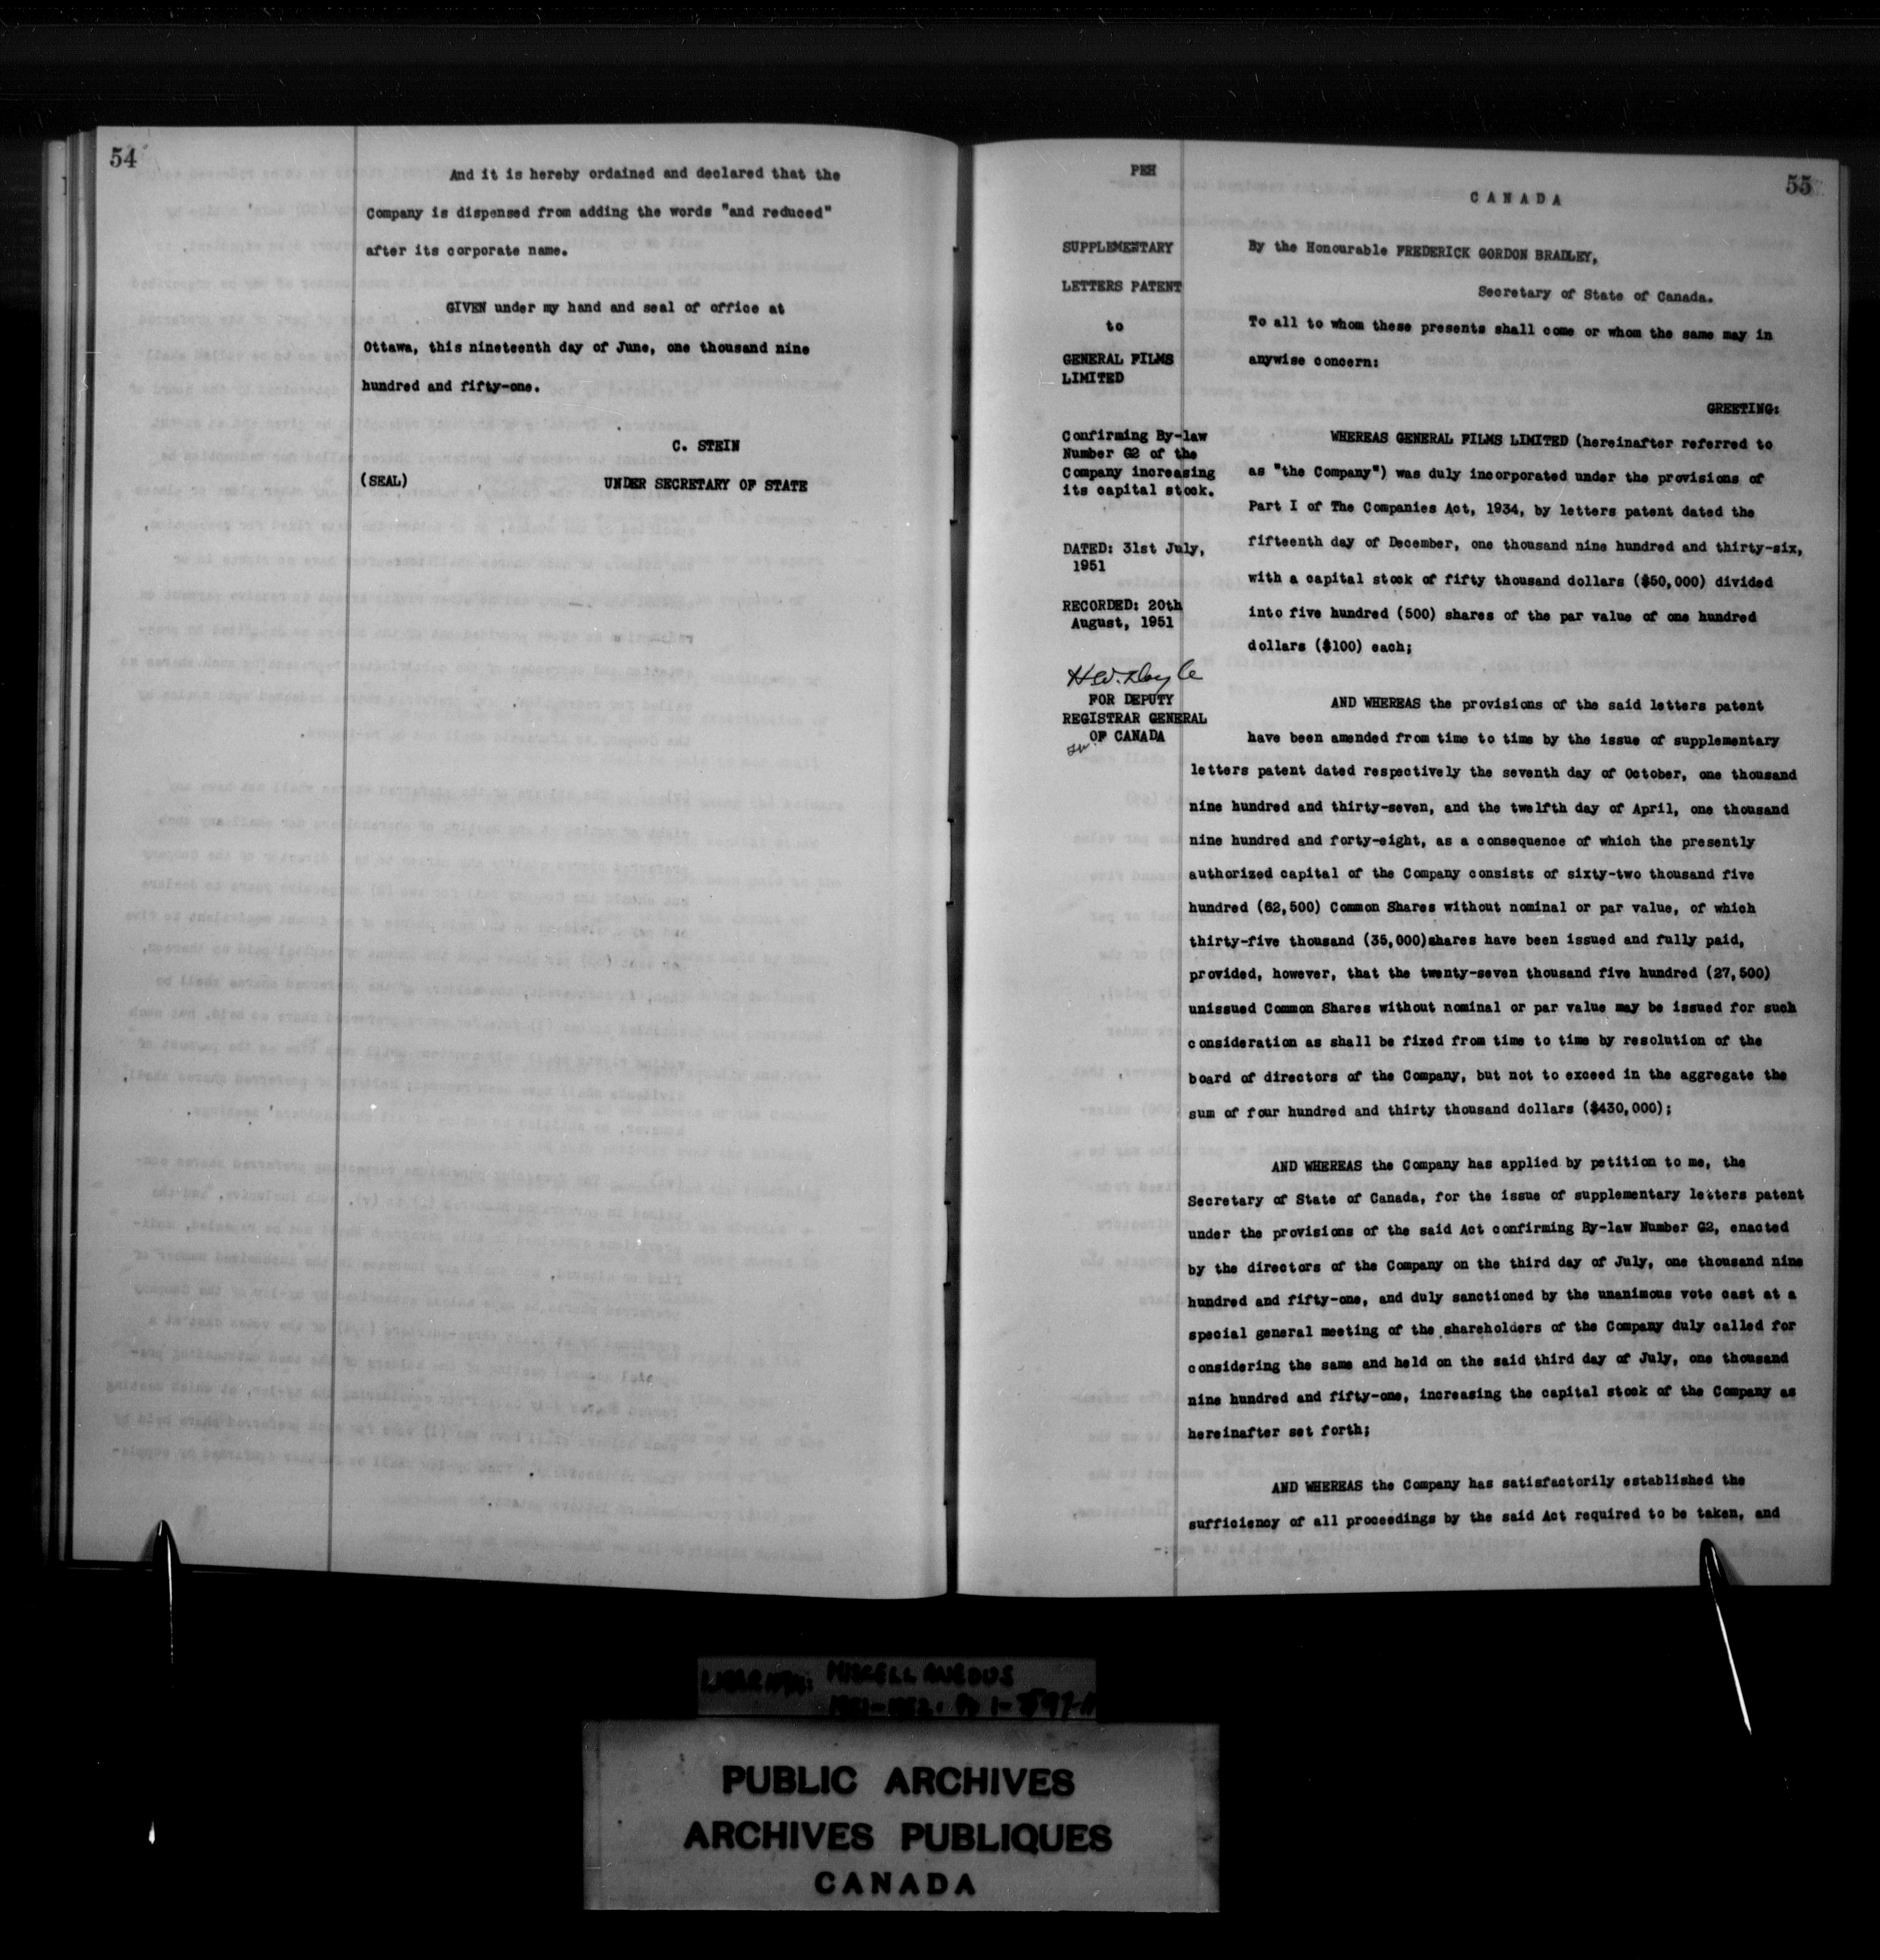 54
And it is hereby ordained and declared that the
Company is dispensed from adding the words "and reduced"
after its corporate name.
GIVEN under my hand and seal of office at
Ottawa, this nineteenth day of June, one thousand nine
hundred and fifty-one.
C. STEIN
(SEAL) UNDER SECRETARY OF STATE
PEH
55
CANADA
SUPPLEMENTARY
LETTERS PATENT
to
GENERAL FILMS
LIMITED
Confirming By-law
Number G2 of the
Company increasing
its capital stock.
DATED: 31st July,
1951
RECORDED: 20th
August, 1951
H.W. Doyle
FOR DEPUTY
REGISTRAR GENERAL
OF CANADA
By the Honourable FREDERICK GORDON BRADLEY,
Secretary of State of Canada.
To all to whom these presents shall come or whom the same may in
anywise concern:
GREETING:
WHEREAS GENERAL FILMS LIMITED (hereinafter referred to
as "the Company") was duly incorporated under the provisions of
Part I of The Companies Act, 1934, by letters patent dated the
fifteenth day of December, one thousand nine hundred and thirty-six,
with a capital stock of fifty thousand dollars ($50,000) divided
into five hundred (500) shares of the par value of one hundred
dollars ($100) each;
AND WHEREAS the provisions of the said letters patent
have been amended from time to time by the issue of supplementary
letters patent dated respectively the seventh day of October, one thousand
nine hundred and thirty-seven, and the twelfth day of April, one thousand
nine hundred and forty-eight, as a consequence of which the presently
authorized capital of the Company consists of sixty-two thousand five
hundred (62,500) Common Shares without nominal or par value, of which
thirty-five thousand (35,000)shares have been issued and fully paid,
provided, however, that the twenty-seven thousand five hundred (27,500)
unissued Common Shares without nominal or par value may be issued for such
consideration as shall be fixed from time to time by resolution of the
board of directors of the Company, but not to exceed in the aggregate the
sum of four hundred and thirty thousand dollars ($430,000);
AND WHEREAS the Company has applied by petition to me, the
Secretary of State of Canada, for the issue of supplementary letters patent
under the provisions of the said Act confirming By-law Number G2, enacted
by the directors of the Company on the third day of July, one thousand nine
hundred and fifty-one, and duly sanctioned by the unanimous vote cast at a
special general meeting of the shareholders of the Company duly called for
considering the same and held on the said third day of July, one thousand
nine hundred and fifty-one, increasing the capital stock of the Company as
hereinafter set forth;
AND WHEREAS the Company has satisfactorily established the
sufficiency of all proceedings by the said Act required to be taken, and
MISCELLANEOUS
PUBLIC ARCHIVES
ARCHIVES PUBLIQUES
CANADA